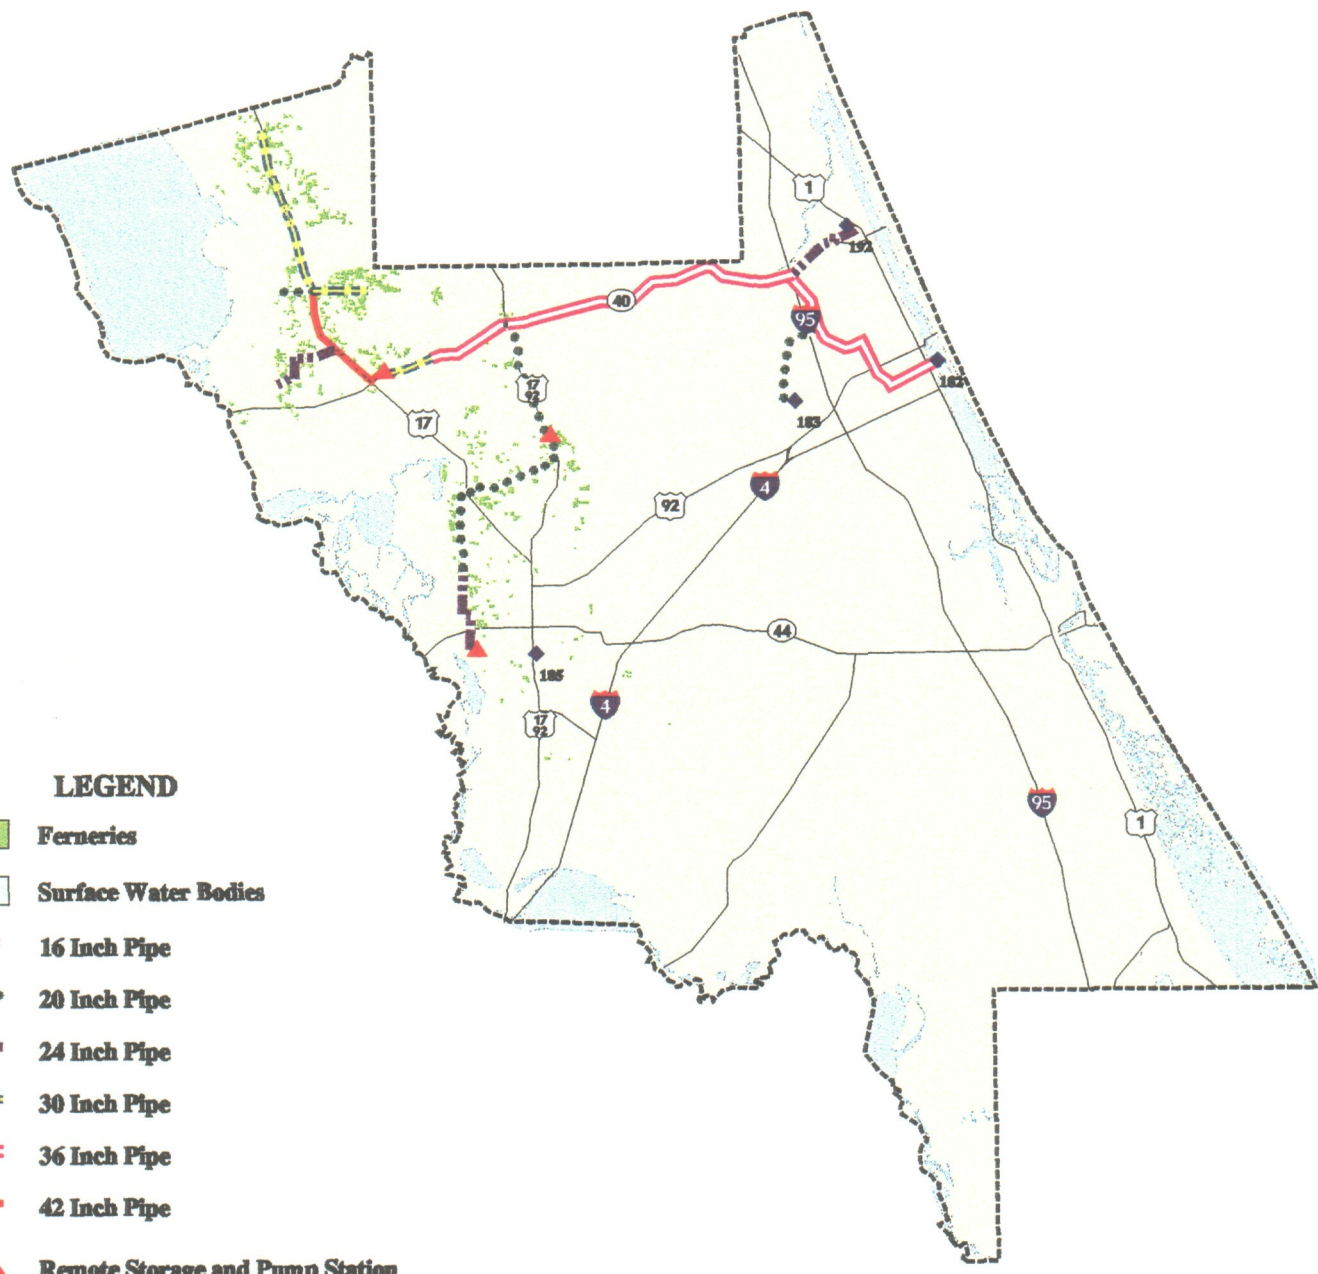 1
192
40
95
182
17
92
17
183
92
4
44
185
4
17
92
95
1
LEGEND
Ferneries
Surface Water Bodies
16 Inch Pipe
20 Inch Pipe
24 Inch Pipe
30 Inch Pipe
36 Inch Pipe
42 Inch Pipe
Remote Storage and Pump Station